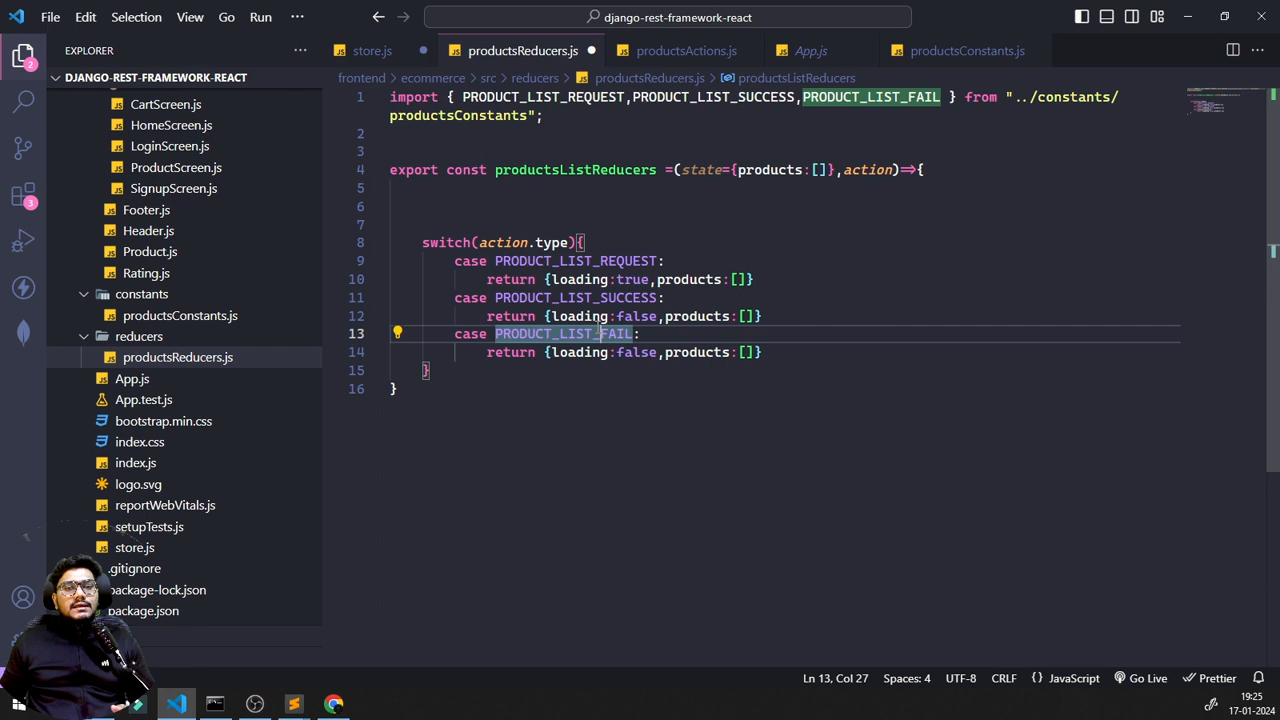 File Edit Selection View Go Run ··· django-rest-framework-react
EXPLORER ··· store.js productsReducers.js productsActions.js App.js productsConstants.js ···
DJANGO-REST-FRAMEWORK-REACT
frontend > ecommerce > src > reducers > productsReducers.js > productsListReducers
CartScreen.js
HomeScreen.js
LoginScreen.js
ProductScreen.js
SignupScreen.js
Footer.js
Header.js
Product.js
Rating.js
constants
productsConstants.js
reducers
productsReducers.js
App.js
App.test.js
bootstrap.min.css
index.css
index.js
logo.svg
reportWebVitals.js
setupTests.js
store.js
.gitignore
package-lock.json
package.json
2
3
1 import { PRODUCT_LIST_REQUEST,PRODUCT_LIST_SUCCESS,PRODUCT_LIST_FAIL } from "../constants/
productsConstants";
2
3
4 export const productsListReducers =(state={products:[]},action)=>{
5
6
7
8 switch(action.type){
9 case PRODUCT_LIST_REQUEST:
10 return {loading:true,products:[]}
11 case PRODUCT_LIST_SUCCESS:
12 return {loading:false,products:[]}
13 case PRODUCT_LIST_FAIL:
14 return {loading:false,products:[]}
15 }
16 }
Ln 13, Col 27 Spaces: 4 UTF-8 CRLF {} JavaScript Go Live Prettier
19:25
17-01-2024